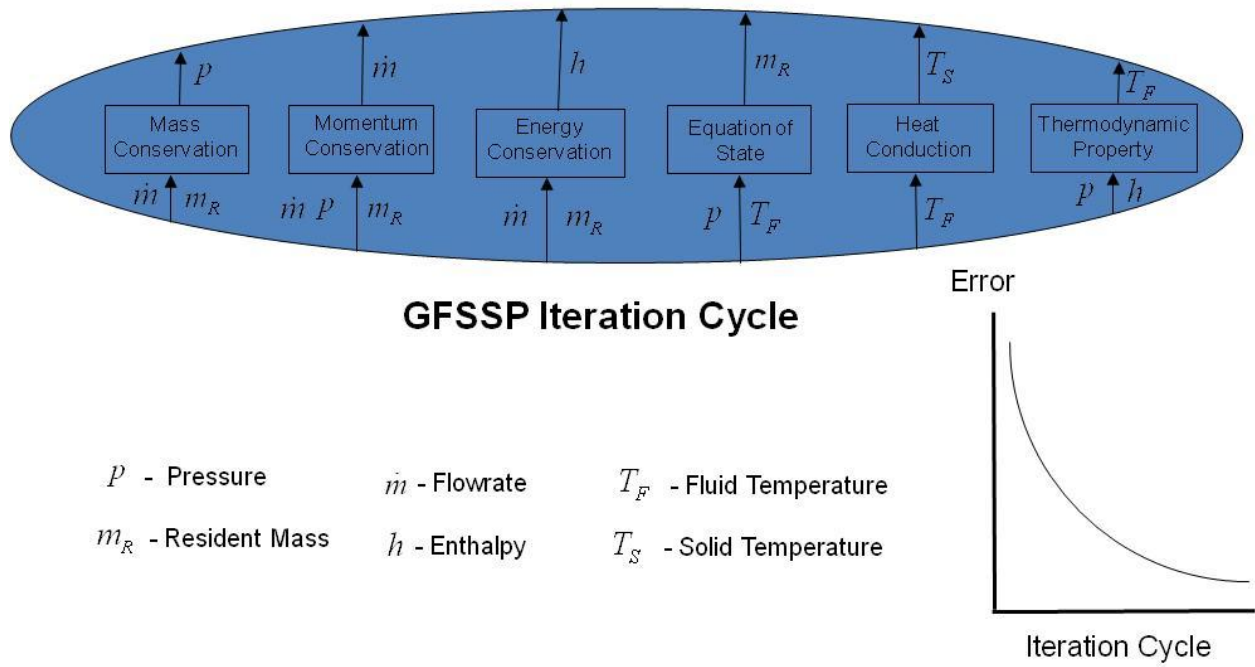 p
ṁ
h
m_R
T_S
T_F
Mass
Conservation
Momentum
Conservation
Energy
Conservation
Equation of
State
Heat
Conduction
Thermodynamic
Property
ṁ m_R
ṁ p m_R
ṁ m_R
p T_F
T_F
p h
GFSSP Iteration Cycle
Error
Iteration Cycle
p - Pressure
ṁ - Flowrate
T_F - Fluid Temperature
m_R - Resident Mass
h - Enthalpy
T_S - Solid Temperature